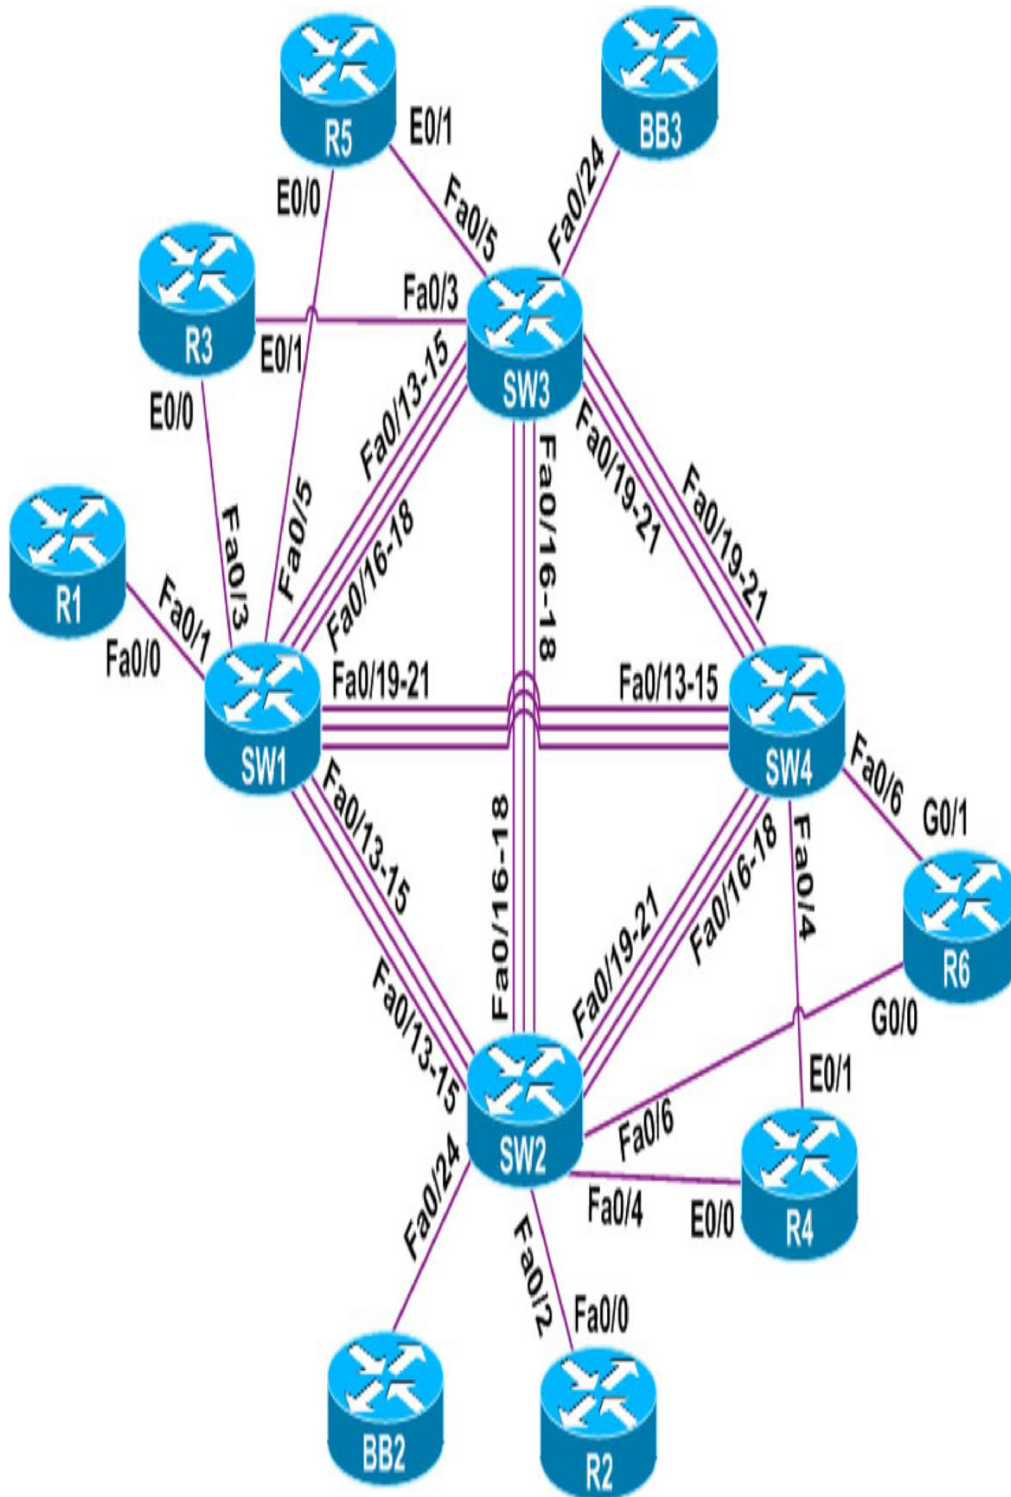 R5
BB3
E0/1
Fa0/24
E0/0
Fa0/5
R3
Fa0/3
E0/1
SW3
E0/0
Fa0/13-15
Fa0/19-21
Fa0/19-21
Fa0/16-18
Fa0/16-18
Fa0/5
Fa0/3
R1
Fa0/1
Fa0/0
Fa0/19-21
Fa0/13-15
SW1
SW4
Fa0/6
G0/1
Fa0/13-15
Fa0/16-18
Fa0/4
Fa0/16-18
Fa0/19-21
R6
Fa0/13-15
G0/0
E0/1
Fa0/6
SW2
Fa0/24
Fa0/4
E0/0
R4
Fa0/2
Fa0/0
BB2
R2